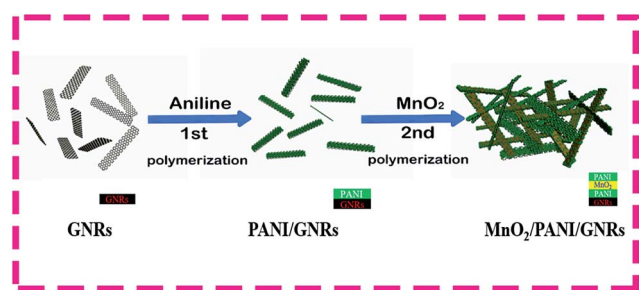 Aniline
1st
polymerization
MnO₂
2nd
polymerization
GNRs
PANI
GNRs
PANI
MnO₂
PANI
GNRs
GNRs
PANI/GNRs
MnO₂/PANI/GNRs